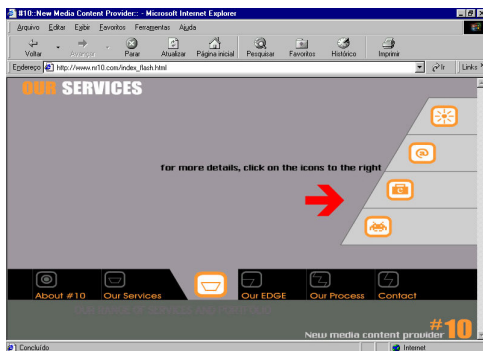 #10::New Media Content Provider:: - Microsoft Internet Explorer
Arquivo Editar Exibir Favoritos Ferramentas Ajuda
Voltar Avançar Parar Atualizar Página inicial Pesquisar Favoritos Histórico Imprimir
Endereço http://www.nr10.com/index_flash.html Ir Links
OUR SERVICES
for more details, click on the icons to the right
About #10 Our Services Our EDGE Our Process Contact
#10
New media content provider
Concluído Internet